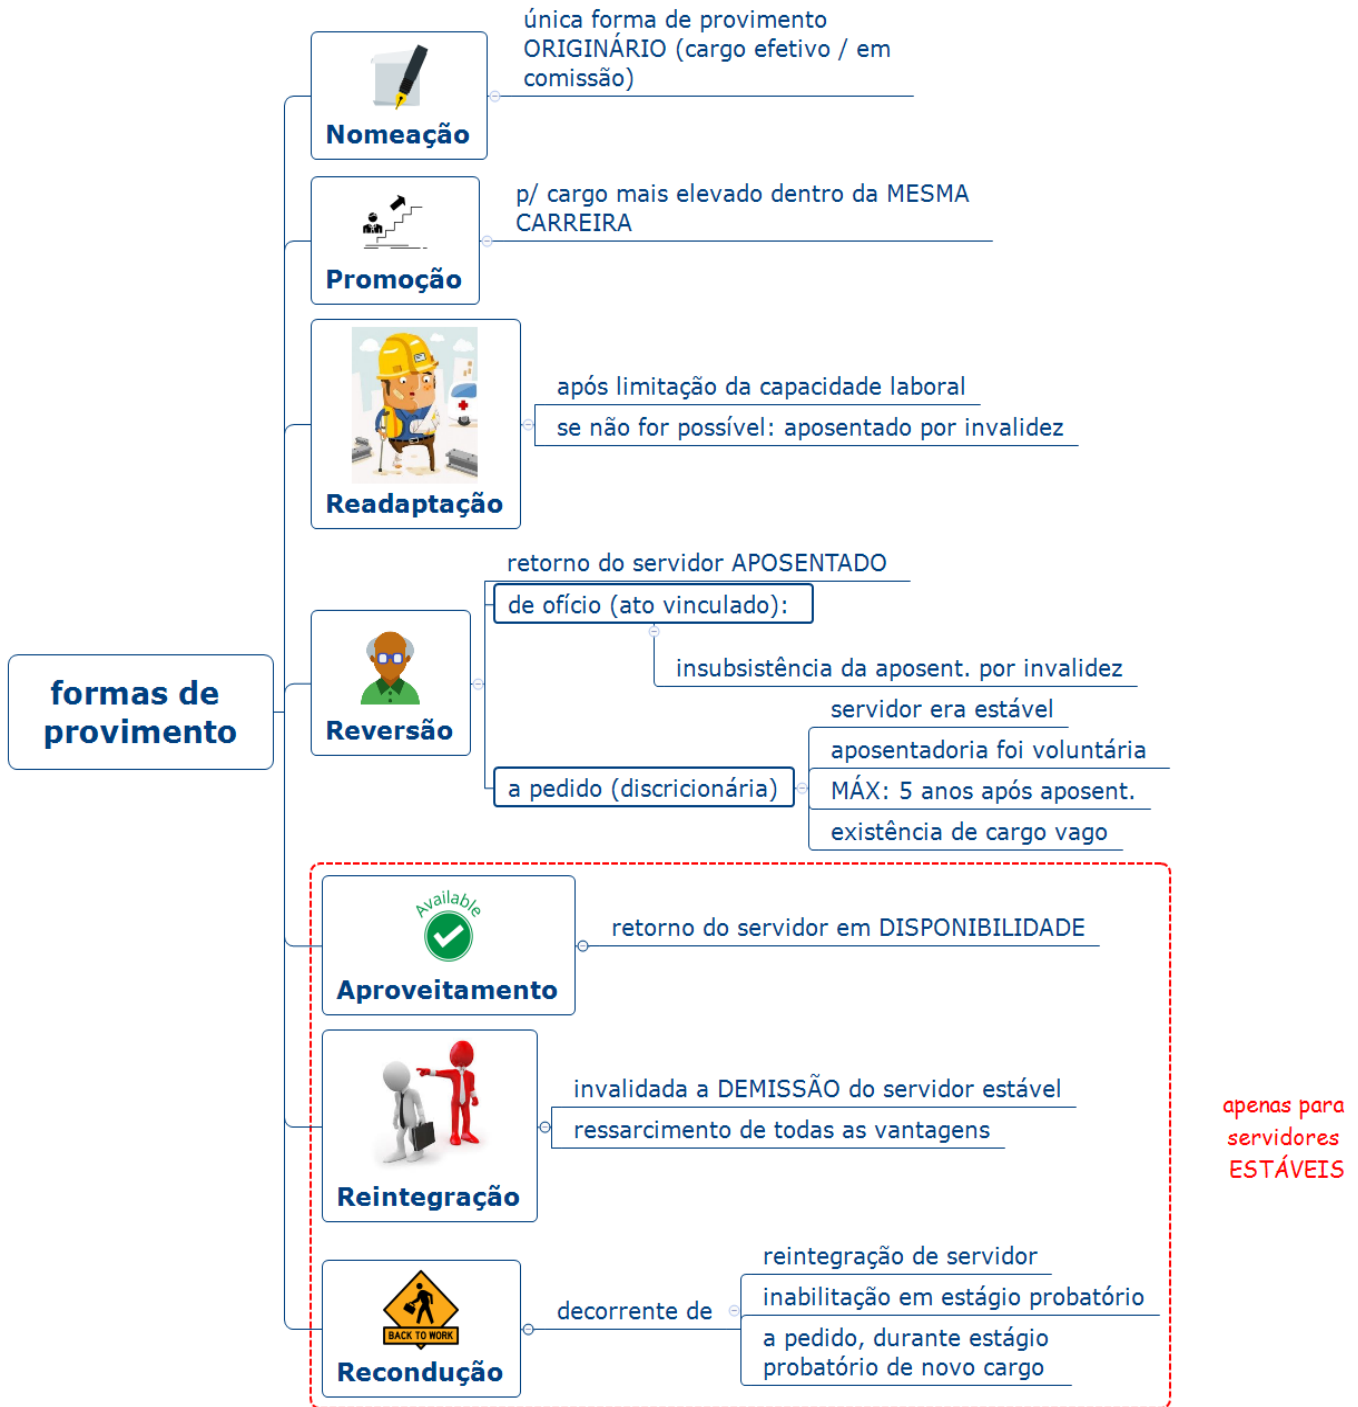 única forma de provimento
ORIGINÁRIO (cargo efetivo / em
comissão)
Nomeação
p/ cargo mais elevado dentro da MESMA
CARREIRA
Promoção
após limitação da capacidade laboral
se não for possível: aposentado por invalidez
Readaptação
retorno do servidor APOSENTADO
de ofício (ato vinculado):
insubsistência da aposent. por invalidez
formas de
provimento
Reversão
servidor era estável
aposentadoria foi voluntária
a pedido (discricionária)
MÁX: 5 anos após aposent.
existência de cargo vago
Available
retorno do servidor em DISPONIBILIDADE
Aproveitamento
invalidada a DEMISSÃO do servidor estável
ressarcimento de todas as vantagens
Reintegração
apenas para
servidores
ESTÁVEIS
reintegração de servidor
decorrente de
inabilitação em estágio probatório
a pedido, durante estágio
probatório de novo cargo
BACK TO WORK
Recondução